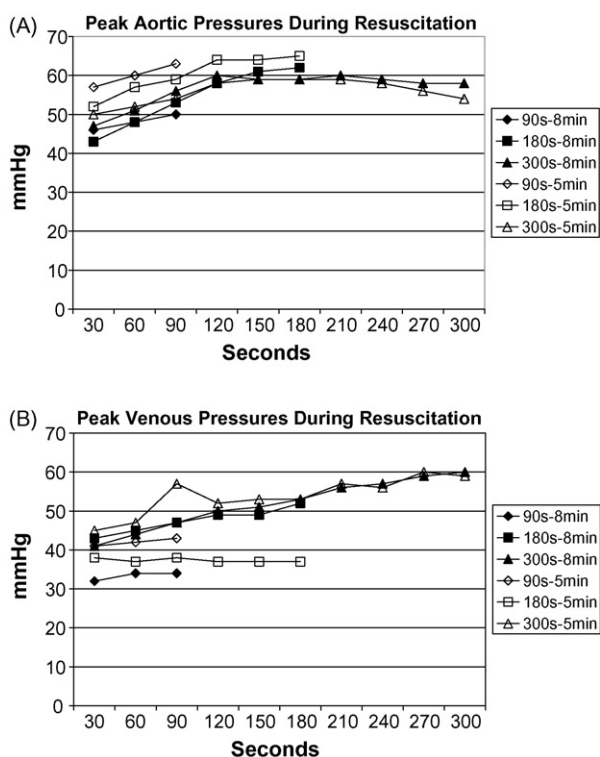 (A) Peak Aortic Pressures During Resuscitation
70
60
50
40
30
20
10
0
mmHg
30 60 90 120 150 180 210 240 270 300
Seconds
90s-8min
180s-8min
300s-8min
90s-5min
180s-5min
300s-5min
(B) Peak Venous Pressures During Resuscitation
70
60
50
40
30
20
10
0
mmHg
30 60 90 120 150 180 210 240 270 300
Seconds
90s-8min
180s-8min
300s-8min
90s-5min
180s-5min
300s-5min